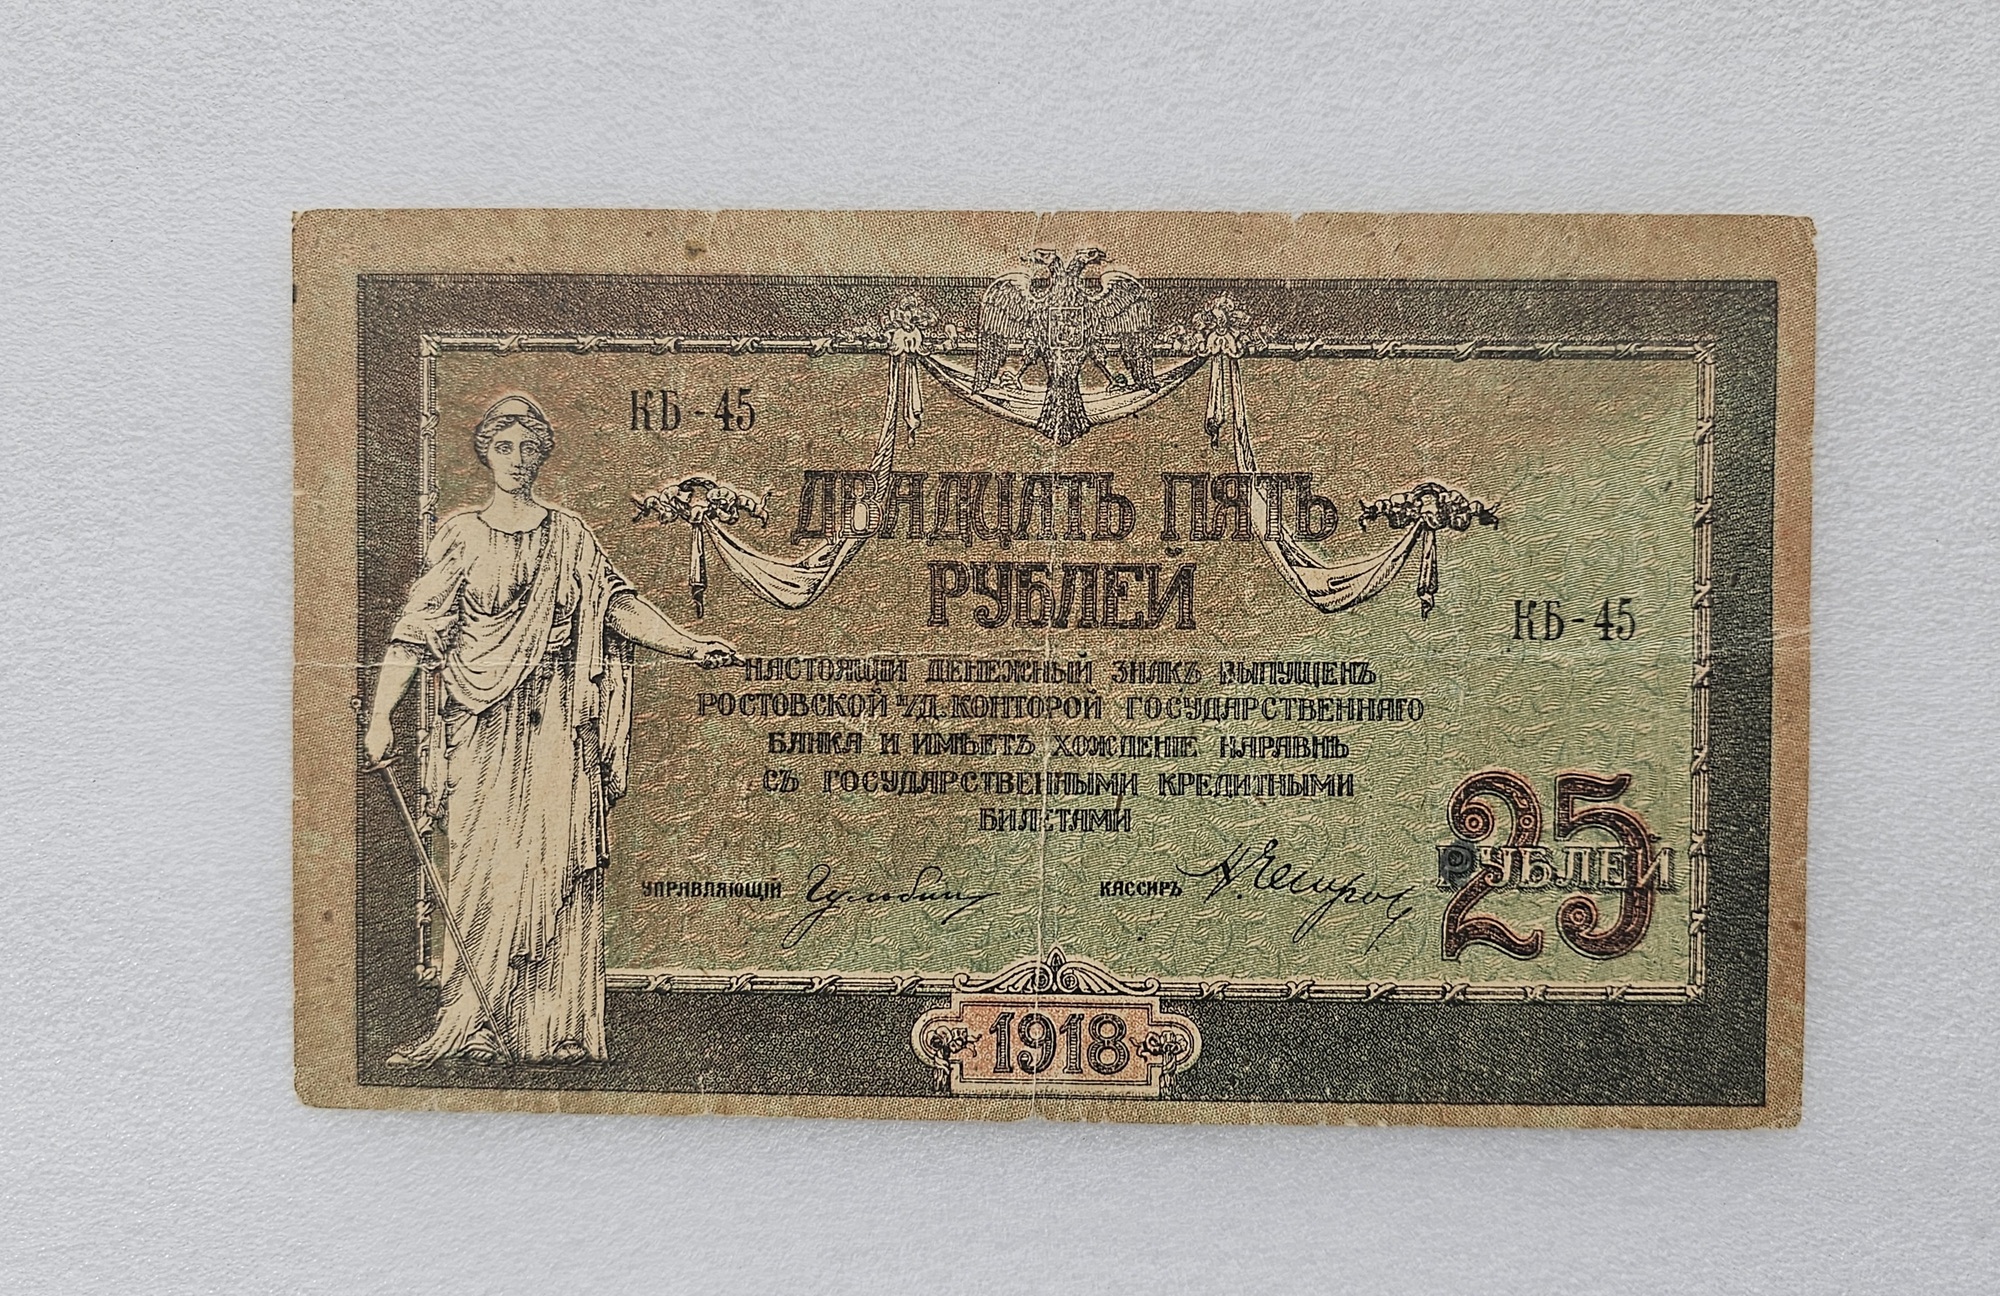 КБ-45
ДВАДЦАТЬ ПЯТЬ
РУБЛЕЙ
КБ-45
НАСТОЯЩІЙ ДЕНЕЖНЫЙ ЗНАКЪ ВЫПУЩЕНЪ
РОСТОВСКОЙ Н/Д. КОНТОРОЙ ГОСУДАРСТВЕННАГО
БАНКА И ИМѢЕТЪ ХОЖДЕНІЕ НАРАВНѢ
СЪ ГОСУДАРСТВЕННЫМИ КРЕДИТНЫМИ
БИЛЕТАМИ
УПРАВЛЯЮЩІЙ
КАССИРЪ
25
РУБЛЕЙ
1918